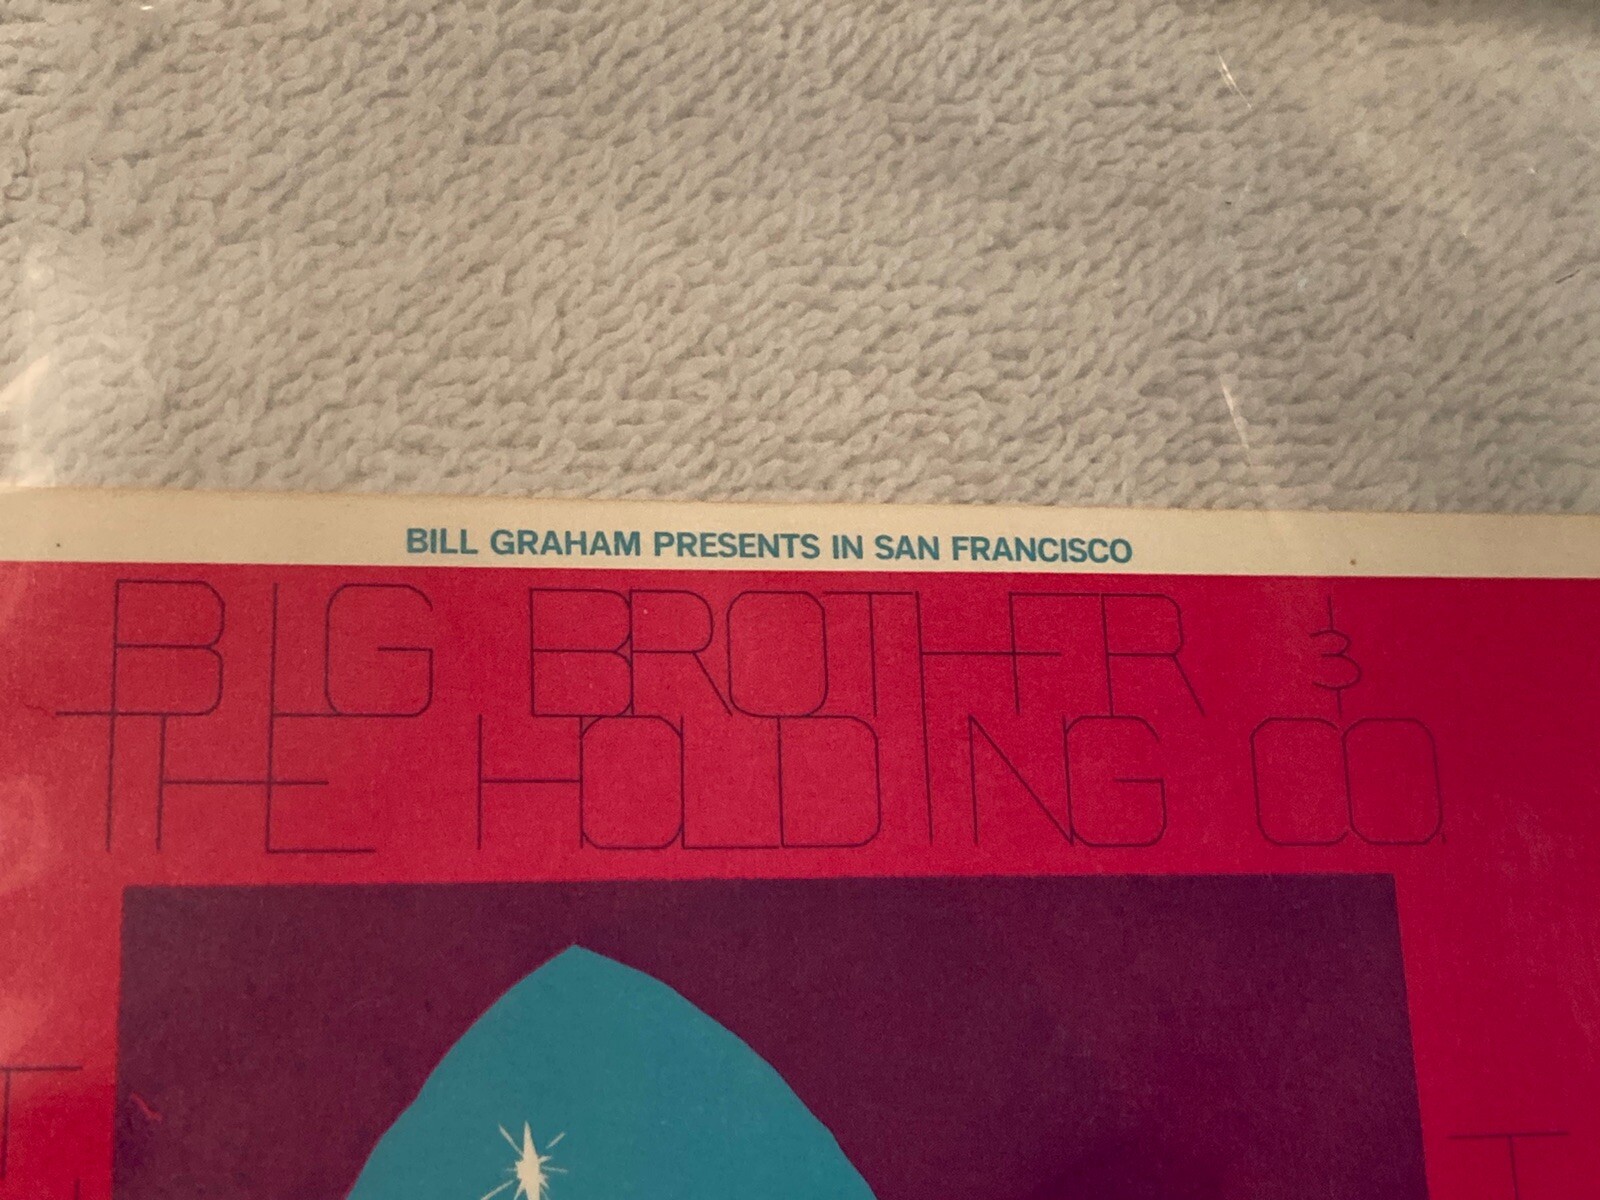 BILL GRAHAM PRESENTS IN SAN FRANCISCO
BIG BROTHER &
THE HOLDING CO.